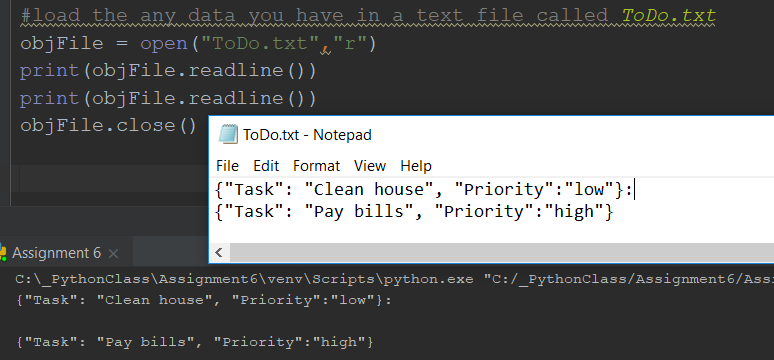 #load the any data you have in a text file called ToDo.txt
objFile = open("ToDo.txt","r")
print(objFile.readline())
print(objFile.readline())
objFile.close()
ToDo.txt - Notepad
File Edit Format View Help
{"Task": "Clean house", "Priority":"low"}:
{"Task": "Pay bills", "Priority":"high"}
Assignment 6
C:\_PythonClass\Assignment6\venv\Scripts\python.exe "C:/_PythonClass/Assignment6/Assi
{"Task": "Clean house", "Priority":"low"}:
{"Task": "Pay bills", "Priority":"high"}